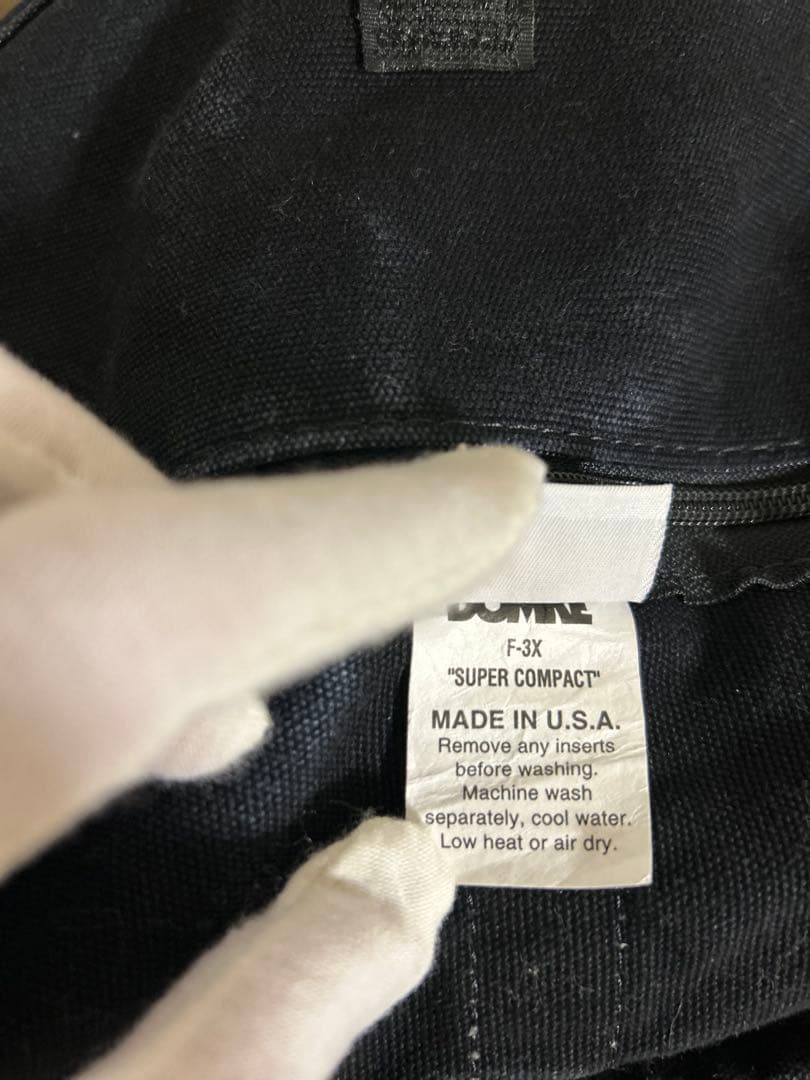 DOMKE
F-3X
"SUPER COMPACT"
MADE IN U.S.A.
Remove any inserts
before washing.
Machine wash
separately, cool water.
Low heat or air dry.